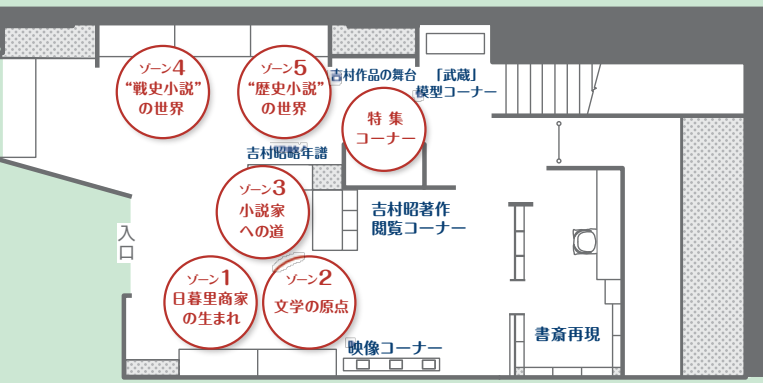 ゾーン4
“戦史小説”
の世界
ゾーン5
“歴史小説”
の世界
吉村作品の舞台
「武蔵」
模型コーナー
特集
コーナー
吉村昭略年譜
ゾーン3
小説家
への道
吉村昭著作
閲覧コーナー
入口
ゾーン1
日暮里商家
の生まれ
ゾーン2
文学の原点
映像コーナー
書斎再現